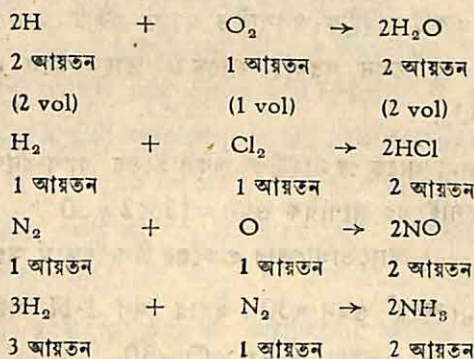 2H + O₂ → 2H₂O
2 আয়তন 1 আয়তন 2 আয়তন
(2 vol) (1 vol) (2 vol)
H₂ + Cl₂ → 2HCl
1 আয়তন 1 আয়তন 2 আয়তন
N₂ + O → 2NO
1 আয়তন 1 আয়তন 2 আয়তন
3H₂ + N₂ → 2NH₃
3 আয়তন 1 আয়তন 2 আয়তন